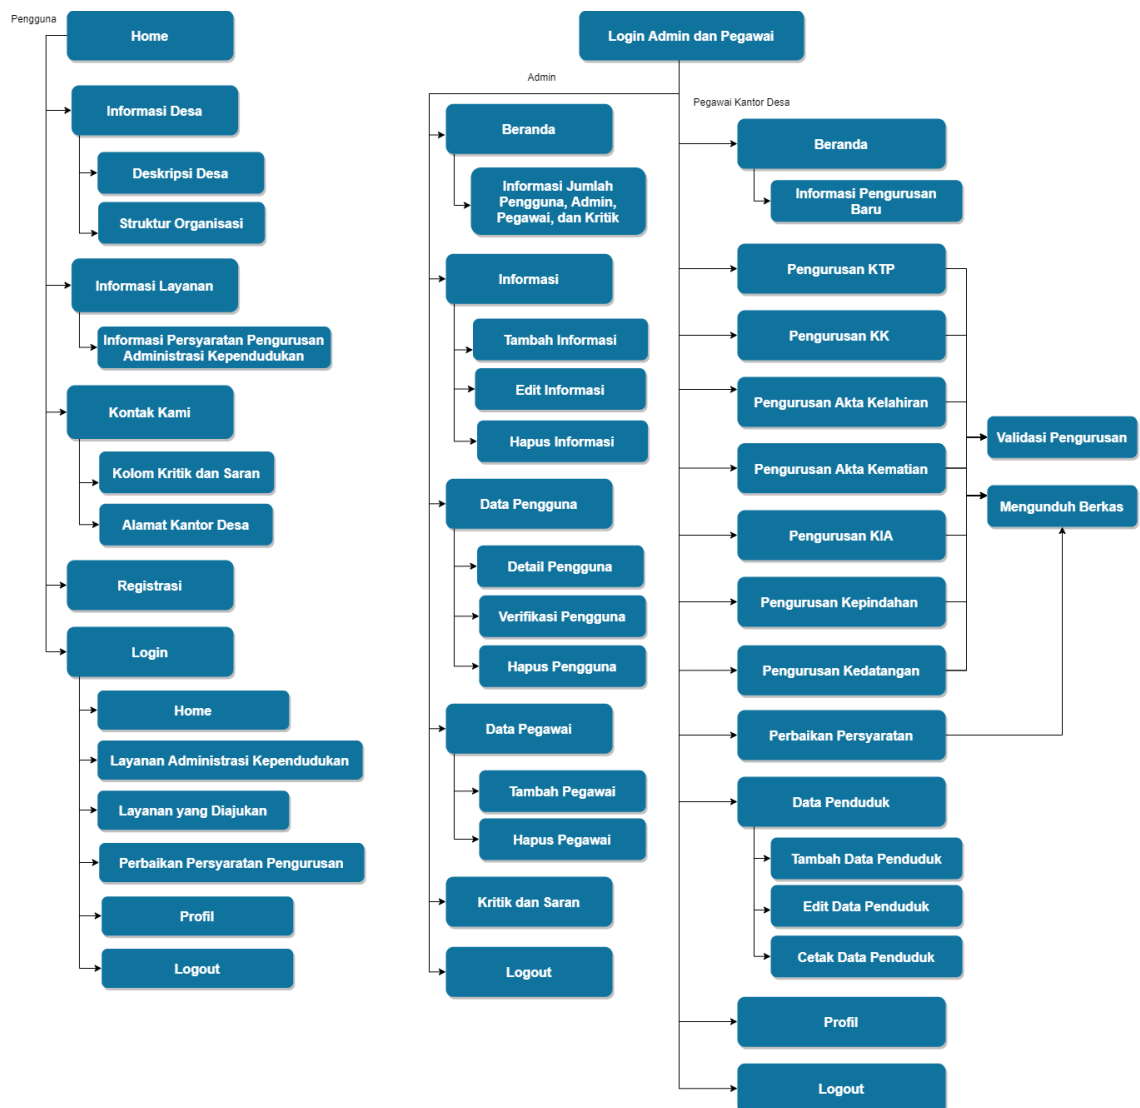 Pengguna
Home
Informasi Desa
Deskripsi Desa
Struktur Organisasi
Informasi Layanan
Informasi Persyaratan Pengurusan
Administrasi Kependudukan
Kontak Kami
Kolom Kritik dan Saran
Alamat Kantor Desa
Registrasi
Login
Home
Layanan Administrasi Kependudukan
Layanan yang Diajukan
Perbaikan Persyaratan Pengurusan
Profil
Logout
Login Admin dan Pegawai
Admin
Beranda
Informasi Jumlah
Pengguna, Admin,
Pegawai, dan Kritik
Informasi
Tambah Informasi
Edit Informasi
Hapus Informasi
Data Pengguna
Detail Pengguna
Verifikasi Pengguna
Hapus Pengguna
Data Pegawai
Tambah Pegawai
Hapus Pegawai
Kritik dan Saran
Logout
Pegawai Kantor Desa
Beranda
Informasi Pengurusan
Baru
Pengurusan KTP
Pengurusan KK
Pengurusan Akta Kelahiran
Pengurusan Akta Kematian
Pengurusan KIA
Pengurusan Kepindahan
Pengurusan Kedatangan
Validasi Pengurusan
Mengunduh Berkas
Perbaikan Persyaratan
Data Penduduk
Tambah Data Penduduk
Edit Data Penduduk
Cetak Data Penduduk
Profil
Logout